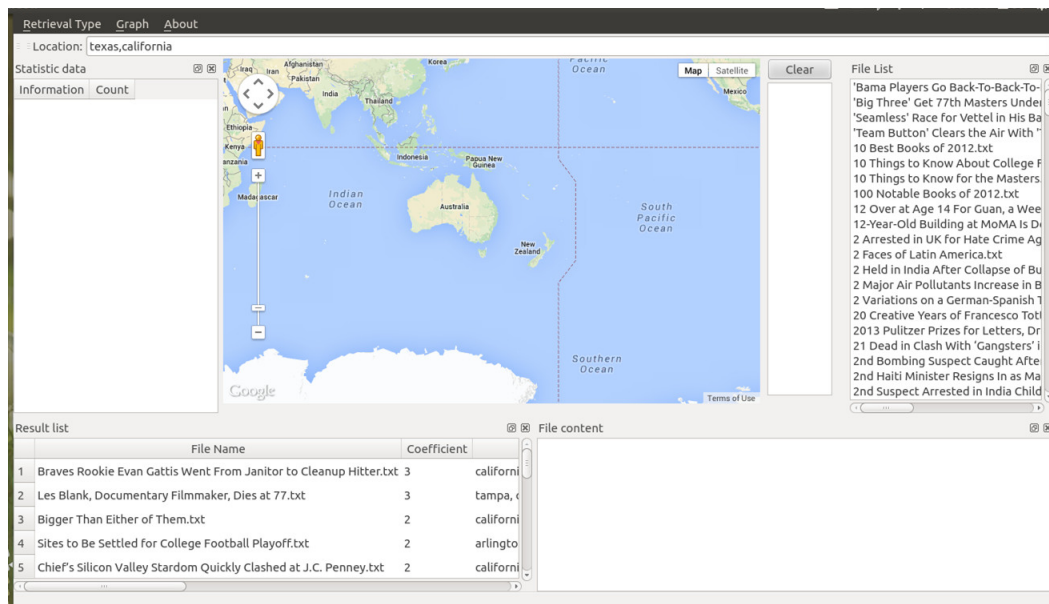 Retrieval Type Graph About
Location: texas,california
Statistic data
Information Count
Iraq
Iran
Afghanistan
Pakistan
India
Thailand
Korea
Pacific
Ocean
Map Satellite
Mexico
Ethiopia
Kenya
Indonesia
Papua New
Guinea
Madagascar
Indian
Ocean
Australia
South
Pacific
Ocean
New
Zealand
Southern
Ocean
Google
Terms of Use
Clear
File List
'Bama Players Go Back-To-Back-To-
'Big Three' Get 77th Masters Under
'Seamless' Race for Vettel in His Ba
'Team Button' Clears the Air With
10 Best Books of 2012.txt
10 Things to Know About College F
10 Things to Know for the Masters.
100 Notable Books of 2012.txt
12 Over at Age 14 For Guan, a Wee
12-Year-Old Building at MoMA Is D
2 Arrested in UK for Hate Crime Ag
2 Faces of Latin America.txt
2 Held in India After Collapse of Bu
2 Major Air Pollutants Increase in B
2 Variations on a German-Spanish T
20 Creative Years of Francesco Tott
2013 Pulitzer Prizes for Letters, Dr
21 Dead in Clash With ‘Gangsters’ i
2nd Bombing Suspect Caught Afte
2nd Haiti Minister Resigns In as Ma
2nd Suspect Arrested in India Child
Result list
File Name Coefficient
1 Braves Rookie Evan Gattis Went From Janitor to Cleanup Hitter.txt 3 californi
2 Les Blank, Documentary Filmmaker, Dies at 77.txt 3 tampa,
3 Bigger Than Either of Them.txt 2 californi
4 Sites to Be Settled for College Football Playoff.txt 2 arlingto
5 Chief’s Silicon Valley Stardom Quickly Clashed at J.C. Penney.txt 2 californi
File content